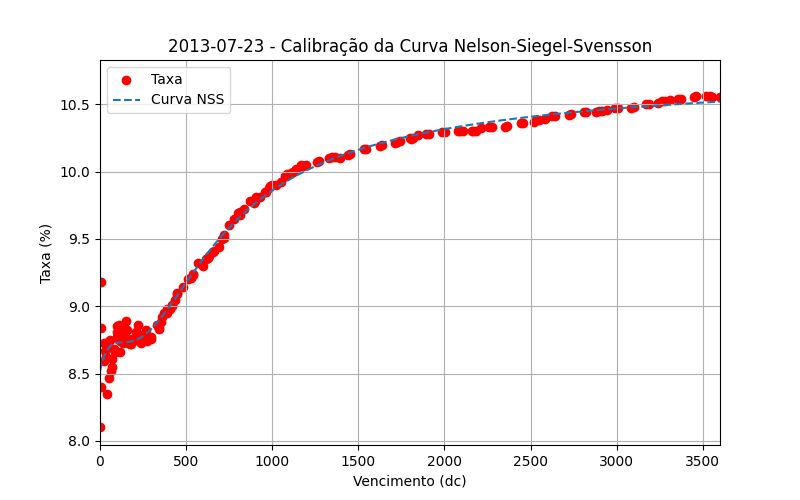 2013-07-23 - Calibração da Curva Nelson-Siegel-Svensson
Taxa
Curva NSS
Taxa (%)
10.5
10.0
9.5
9.0
8.5
8.0
0 500 1000 1500 2000 2500 3000 3500
Vencimento (dc)